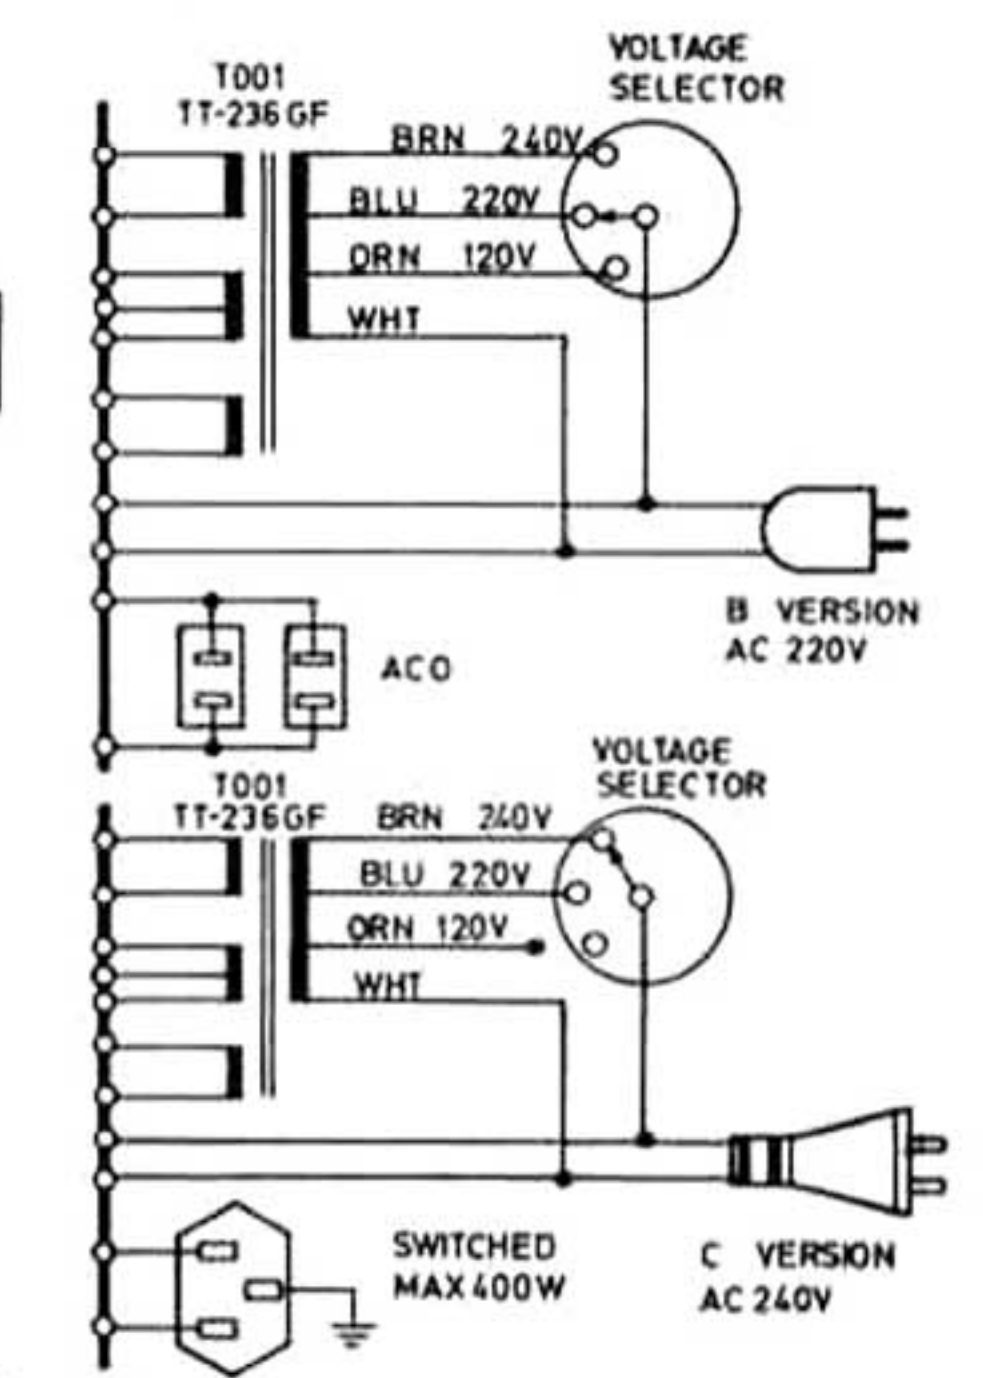 VOLTAGE
SELECTOR
T001
TT-236GF
BRN 240V
BLU 220V
ORN 120V
WHT
B VERSION
AC 220V
ACO
VOLTAGE
SELECTOR
T001
TT-236GF
BRN 240V
BLU 220V
ORN 120V
WHT
SWITCHED
MAX 400W
C VERSION
AC 240V